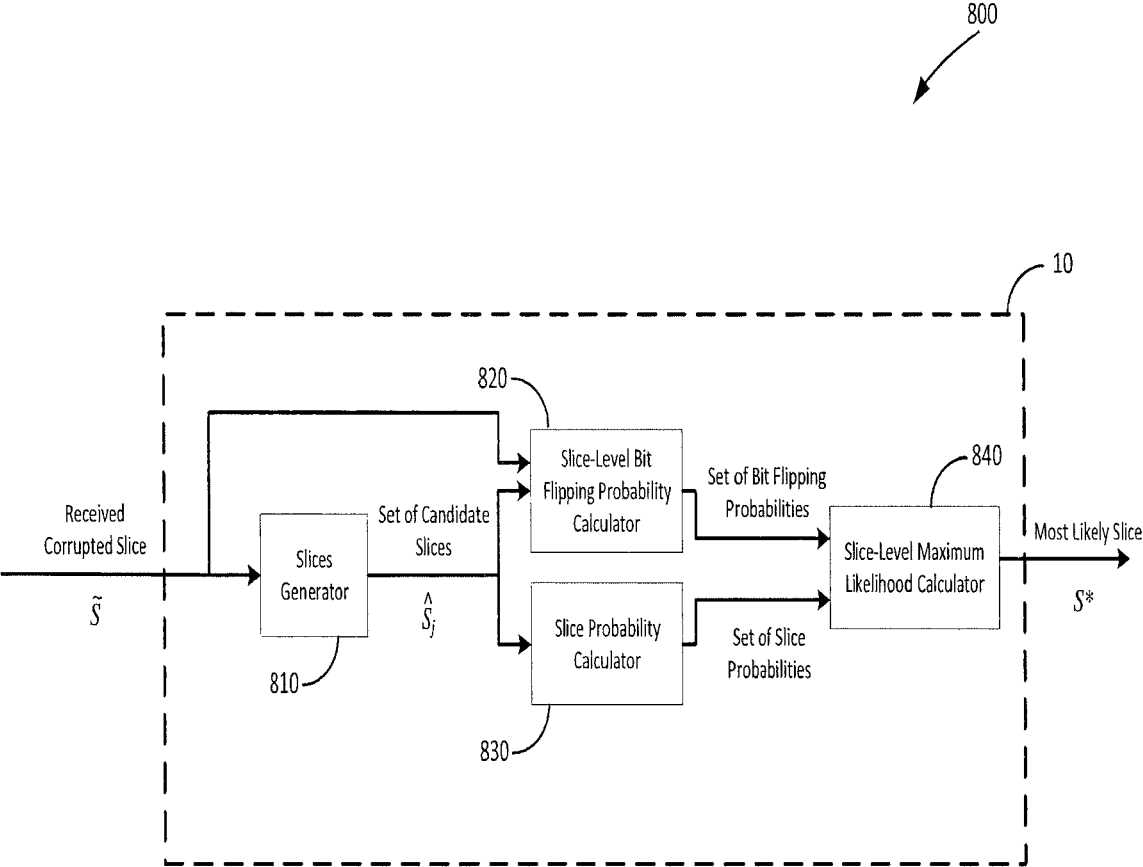 800
10
820
Slice-Level Bit
Flipping Probability
Calculator
Set of Bit Flipping
Probabilities
840
Received
Corrupted Slice
S̃
Slices
Generator
810
Set of Candidate
Slices
Ŝj
Slice-Level Maximum
Likelihood Calculator
Most Likely Slice
S*
Slice Probability
Calculator
830
Set of Slice
Probabilities